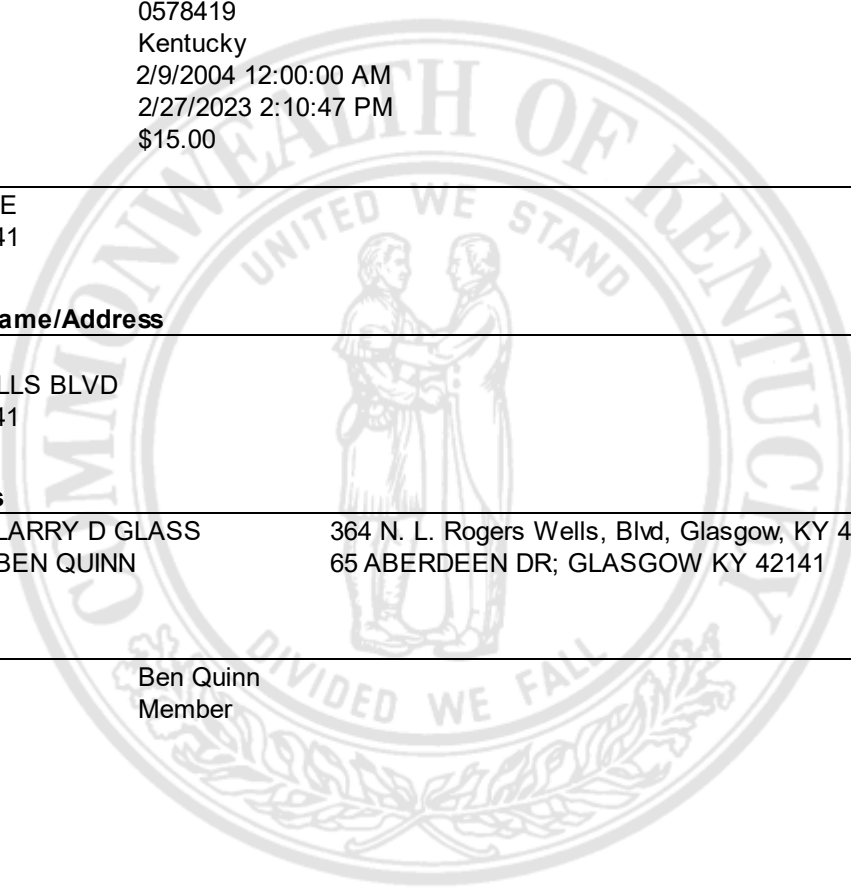 0578419
Kentucky
2/9/2004 12:00:00 AM
2/27/2023 2:10:47 PM
$15.00
E
41
ame/Address
LLS BLVD
41
s
LARRY D GLASS 364 N. L. Rogers Wells, Blvd, Glasgow, KY 4
BEN QUINN 65 ABERDEEN DR; GLASGOW KY 42141
Ben Quinn
Member
COMMONWEALTH OF KENTUCKY
UNITED WE STAND
DIVIDED WE FALL